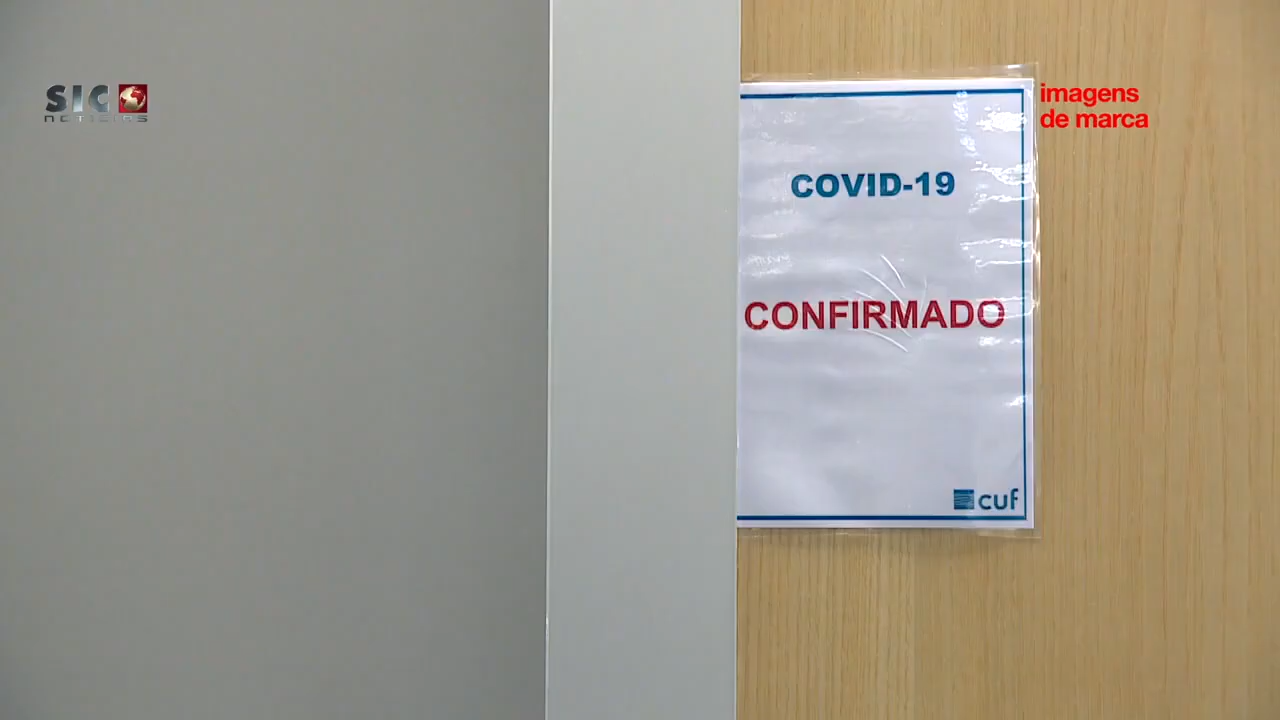 SIC
NOTÍCIAS
imagens
de marca
COVID-19
CONFIRMADO
cuf